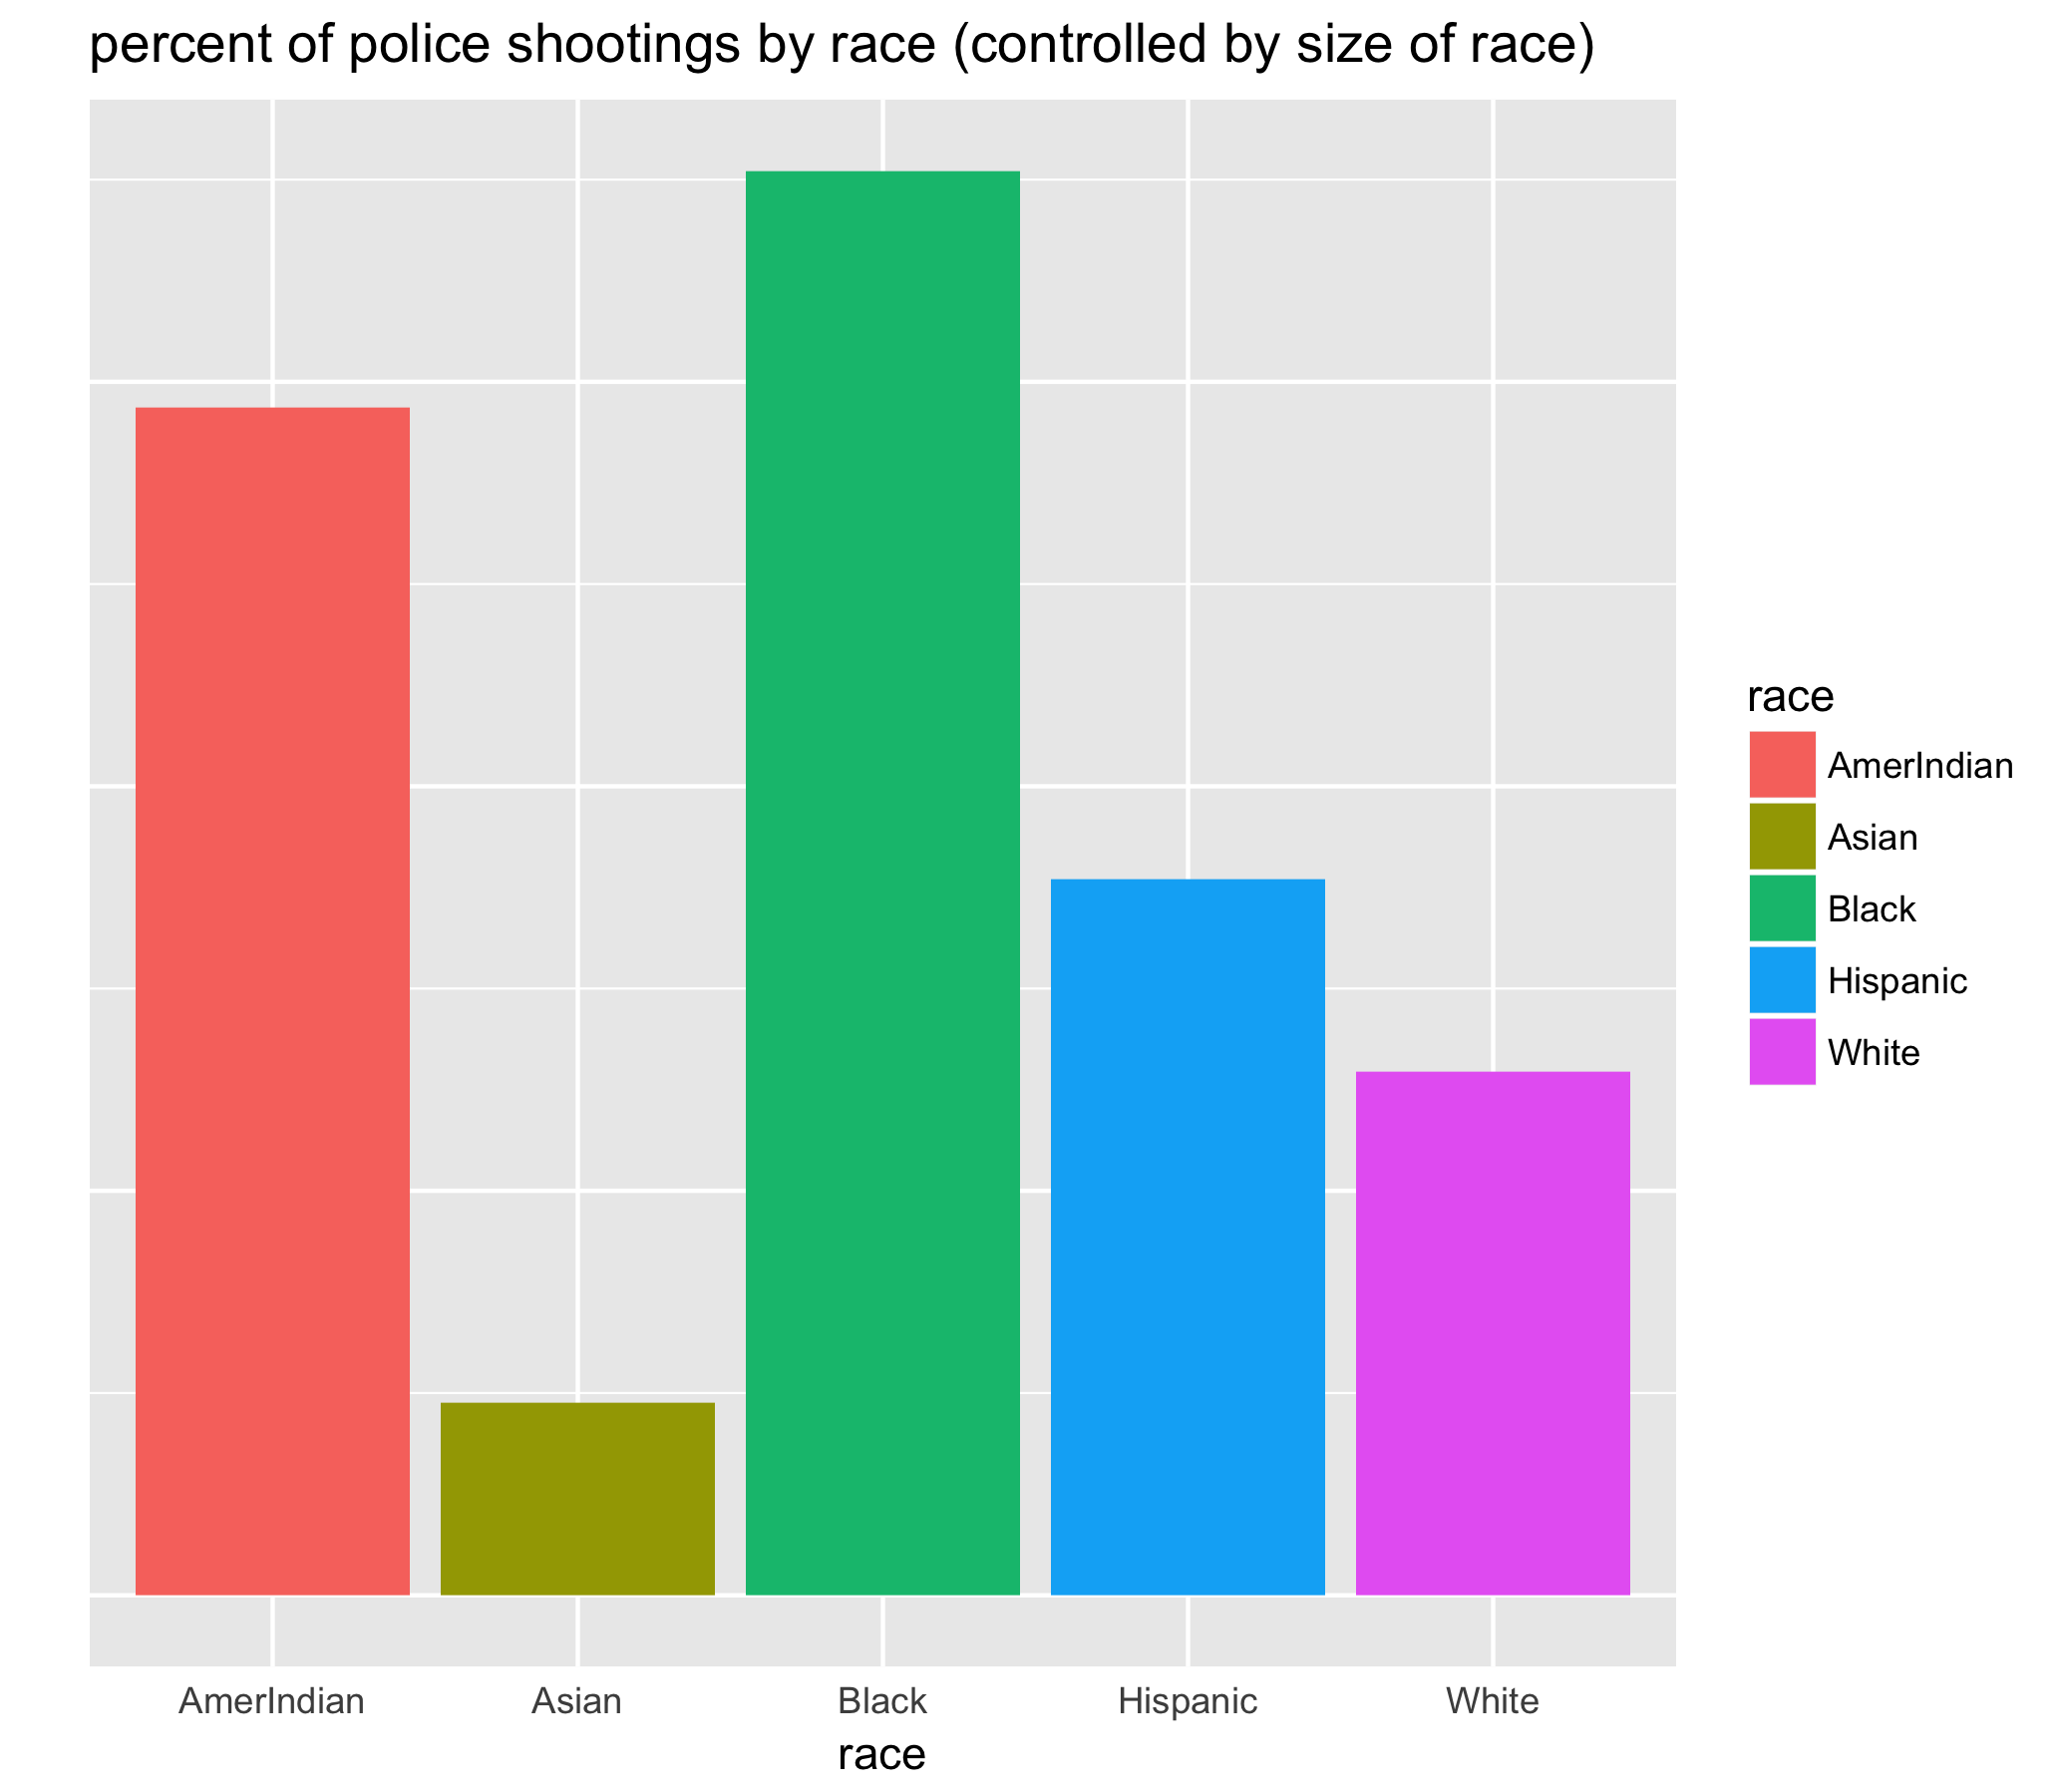 percent of police shootings by race (controlled by size of race)
race
AmerIndian
Asian
Black
Hispanic
White
AmerIndian Asian Black Hispanic White
race